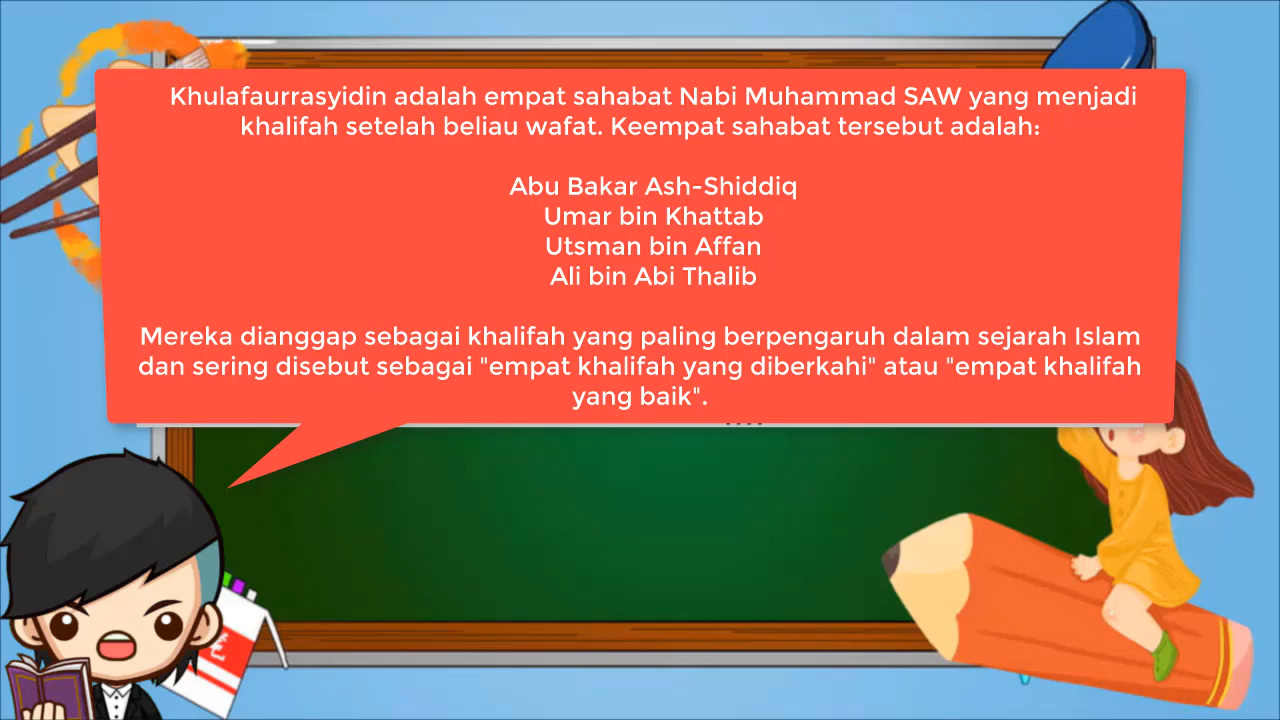 Khulafaurrasyidin adalah empat sahabat Nabi Muhammad SAW yang menjadi
khalifah setelah beliau wafat. Keempat sahabat tersebut adalah:
Abu Bakar Ash-Shiddiq
Umar bin Khattab
Utsman bin Affan
Ali bin Abi Thalib
Mereka dianggap sebagai khalifah yang paling berpengaruh dalam sejarah Islam
dan sering disebut sebagai "empat khalifah yang diberkahi" atau "empat khalifah
yang baik".